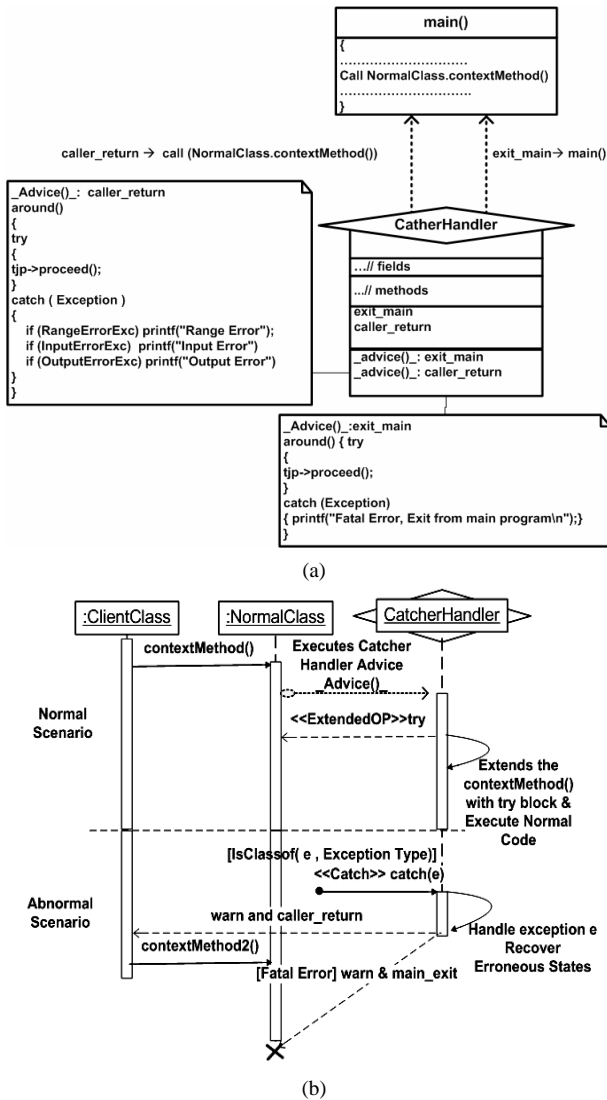 main()
{
................................
Call NormalClass.contextMethod()
................................
}
caller_return → call (NormalClass.contextMethod())
exit_main→ main()
_Advice()_: caller_return
around()
{
try
{
tjp->proceed();
}
catch ( Exception )
{
if (RangeErrorExc) printf("Range Error");
if (InputErrorExc) printf("Input Error")
if (OutputErrorExc) printf("Output Error")
}
}
CatherHandler
...// fields
...// methods
exit_main
caller_return
_advice()_: exit_main
_advice()_: caller_return
_Advice()_:exit_main
around() { try
{
tjp->proceed();
}
catch (Exception)
{ printf("Fatal Error, Exit from main program\n");}
}
(a)
:ClientClass
:NormalClass
CatcherHandler
contextMethod()
Executes Catcher
Handler Advice
_Advice()_
Normal
Scenario
<<ExtendedOP>>try
Extends the
contextMethod()
with try block &
Execute Normal
Code
[IsClassof( e , Exception Type)]
<<Catch>> catch(e)
Abnormal
Scenario
warn and caller_return
Handle exception e
Recover
Erroneous States
contextMethod2()
[Fatal Error] warn & main_exit
(b)